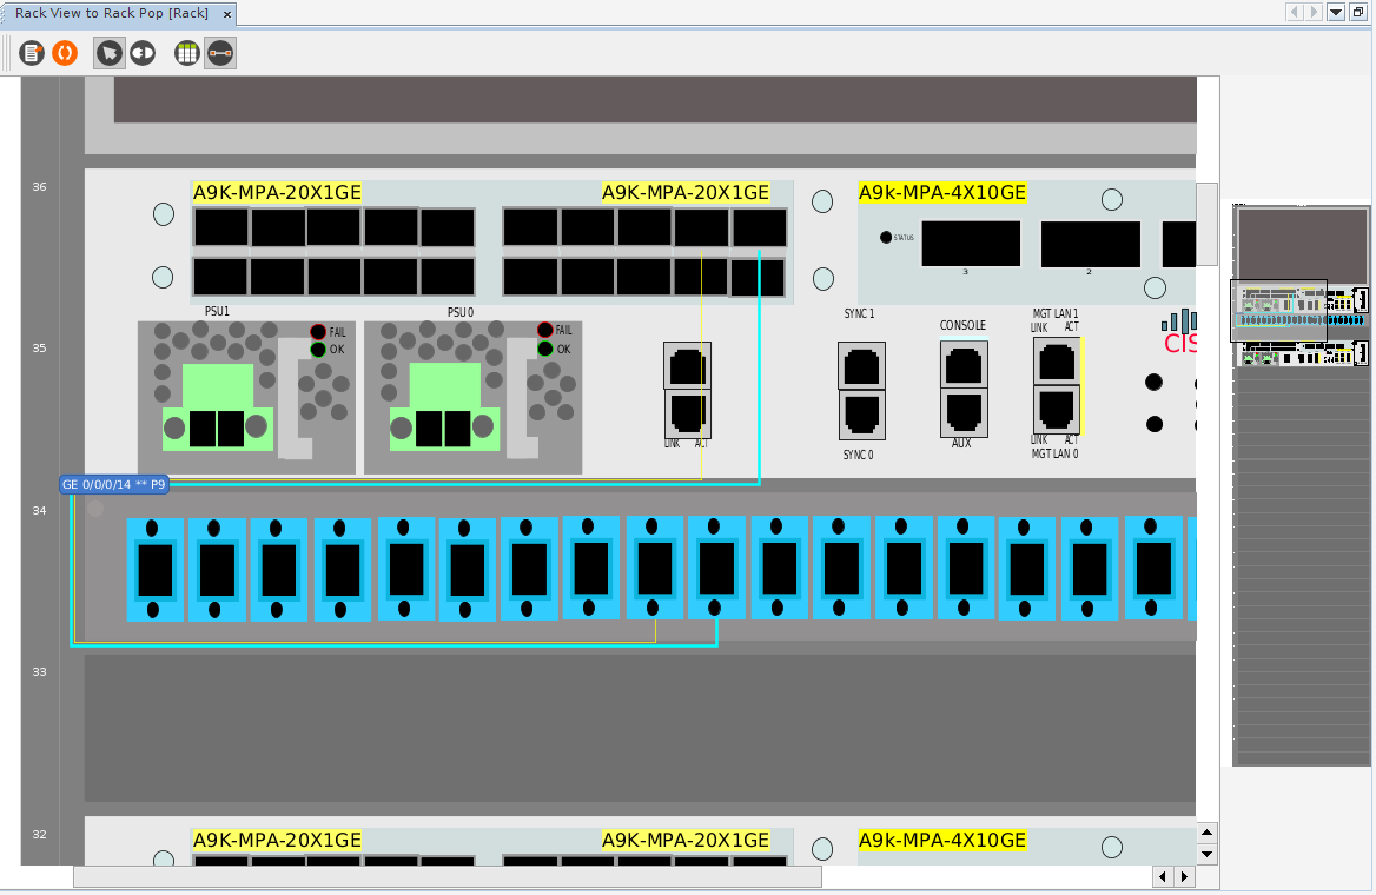 Rack View to Rack Pop [Rack] ×
36
A9K-MPA-20X1GE
A9K-MPA-20X1GE
A9k-MPA-4X10GE
STATUS
3
2
PSU1
PSU 0
SYNC 1
CONSOLE
MGT LAN 1
LINK ACT
FAIL
OK
FAIL
OK
35
CIS
LINK ACT
SYNC 0
AUX
LINK ACT
MGT LAN 0
GE 0/0/0/14 ** P9
34
33
32
A9K-MPA-20X1GE
A9K-MPA-20X1GE
A9k-MPA-4X10GE